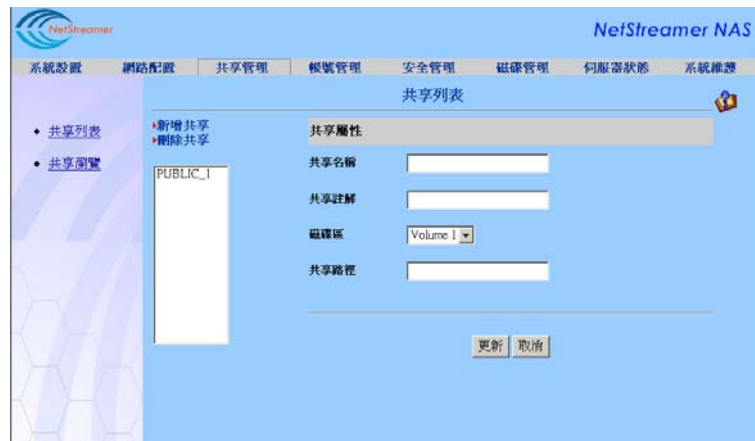 NetStreamer
NetStreamer NAS
系統設置 網路配置 共享管理 帳號管理 安全管理 磁碟管理 伺服器狀態 系統維護
共享列表
共享列表
共享瀏覽
新增共享
刪除共享
PUBLIC_1
共享屬性
共享名稱
共享註解
磁碟區 Volume 1
共享路徑
更新 取消